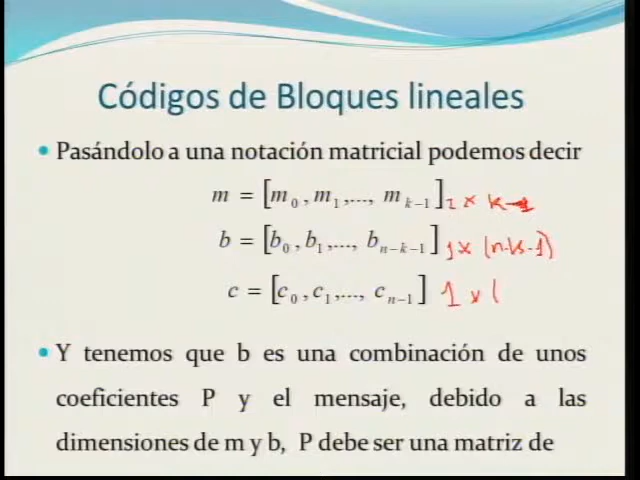 Códigos de Bloques lineales
• Pasándolo a una notación matricial podemos decir
m = [m₀, m₁,..., mₖ₋₁] 1 × k-1
b = [b₀, b₁,..., bₙ₋ₖ₋₁] 1 × (n-k-1)
c = [c₀, c₁,..., cₙ₋₁] 1 × (
• Y tenemos que b es una combinación de unos
coeficientes P y el mensaje, debido a las
dimensiones de m y b, P debe ser una matriz de